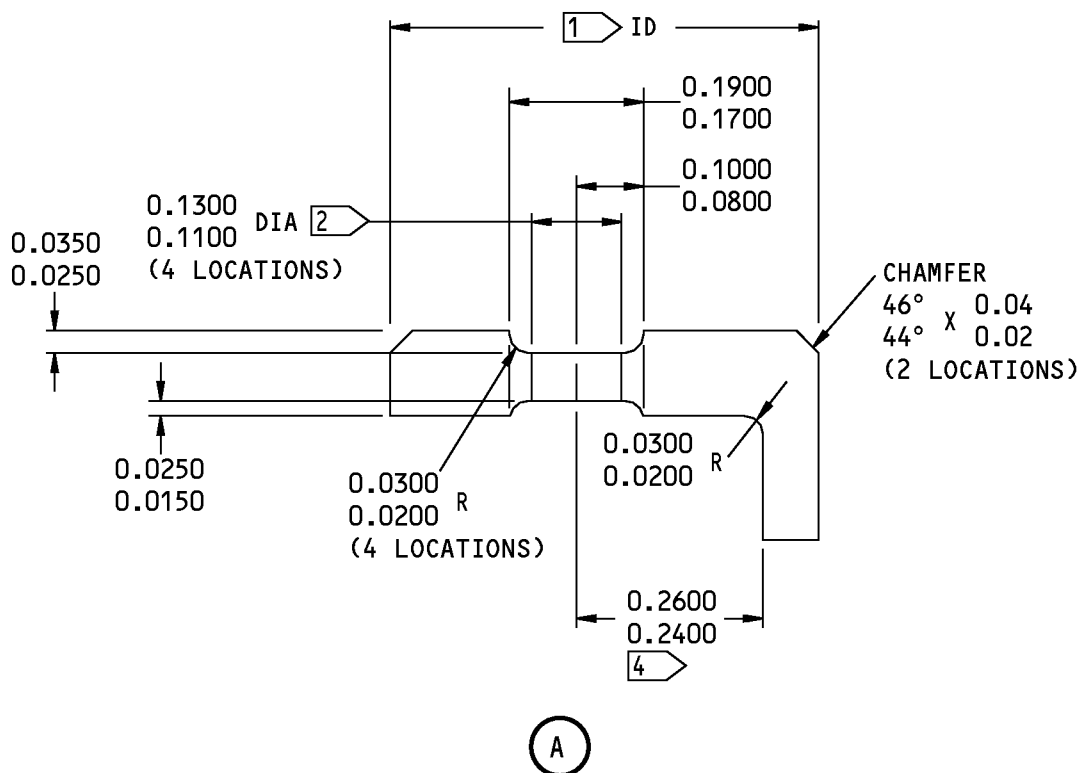 1 ID
0.1900
0.1700
0.1000
0.0800
0.1300
0.1100
DIA 2
(4 LOCATIONS)
0.0350
0.0250
CHAMFER
46° X 0.04
44° 0.02
(2 LOCATIONS)
0.0250
0.0150
0.0300
0.0200 R
(4 LOCATIONS)
0.0300
0.0200 R
0.2600
0.2400
4
A